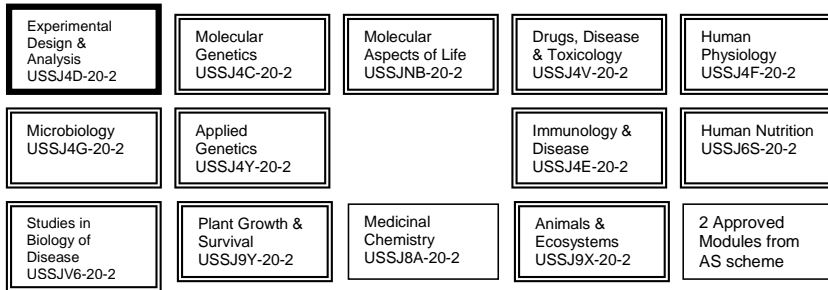 Experimental
Design &
Analysis
USSJ4D-20-2
Molecular
Genetics
USSJ4C-20-2
Molecular
Aspects of Life
USSJNB-20-2
Drugs, Disease
& Toxicology
USSJ4V-20-2
Human
Physiology
USSJ4F-20-2
Microbiology
USSJ4G-20-2
Applied
Genetics
USSJ4Y-20-2
Immunology &
Disease
USSJ4E-20-2
Human Nutrition
USSJ6S-20-2
Studies in
Biology of
Disease
USSJV6-20-2
Plant Growth &
Survival
USSJ9Y-20-2
Medicinal
Chemistry
USSJ8A-20-2
Animals &
Ecosystems
USSJ9X-20-2
2 Approved
Modules from
AS scheme